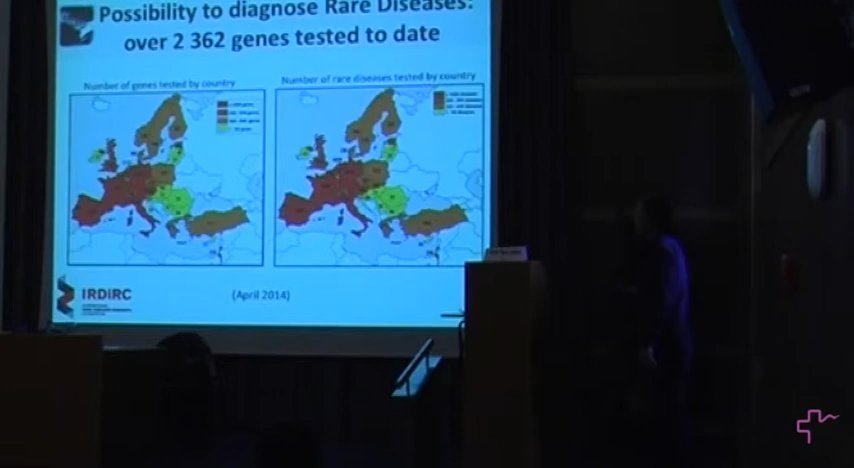 Possibility to diagnose Rare Diseases:
over 2 362 genes tested to date
Number of genes tested by country
Number of rare diseases tested by country
IRDiRC
(April 2014)